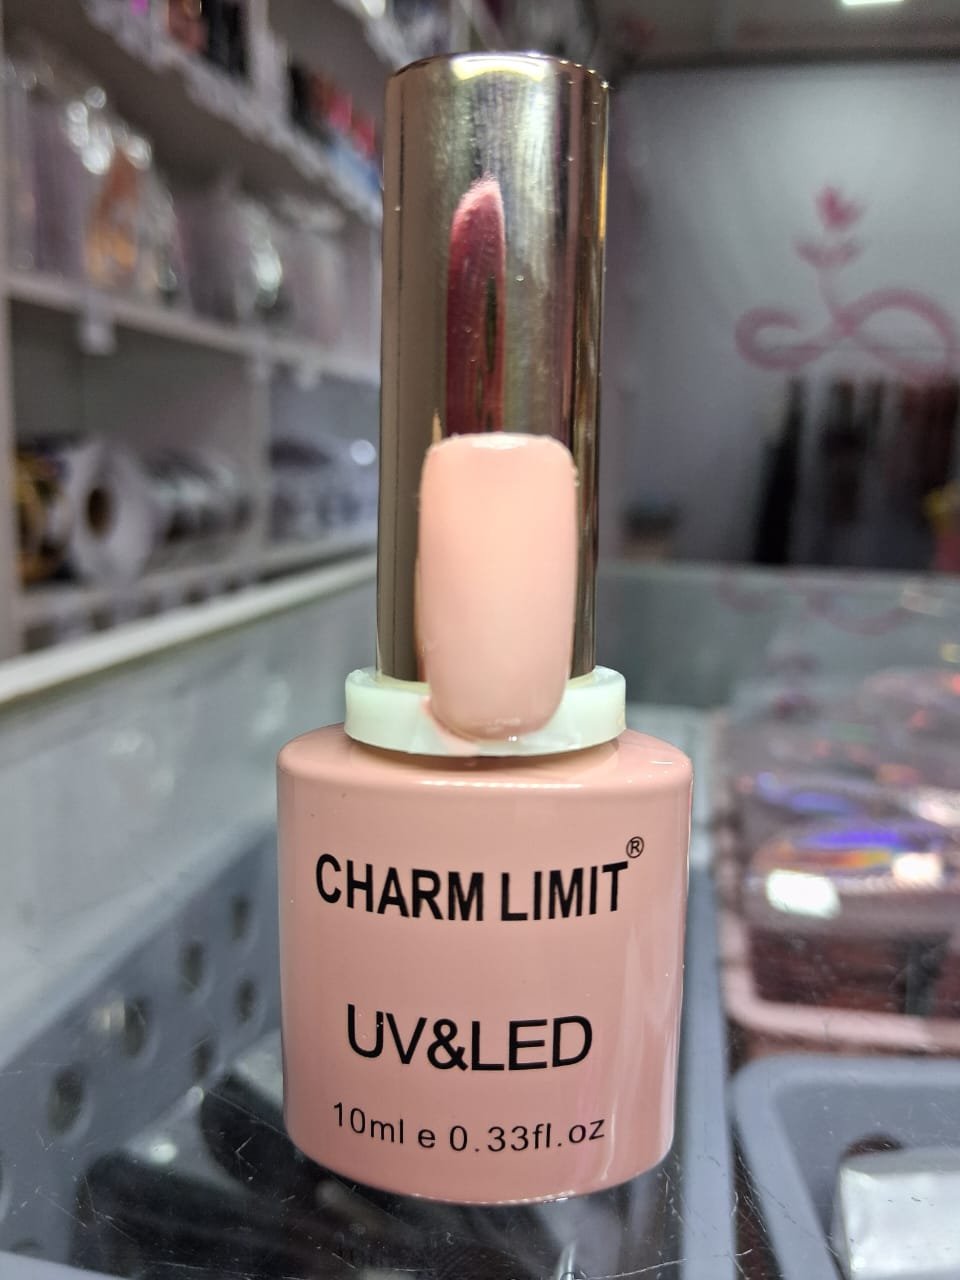 CHARM LIMIT®
UV&LED
10ml e 0.33fl.oz